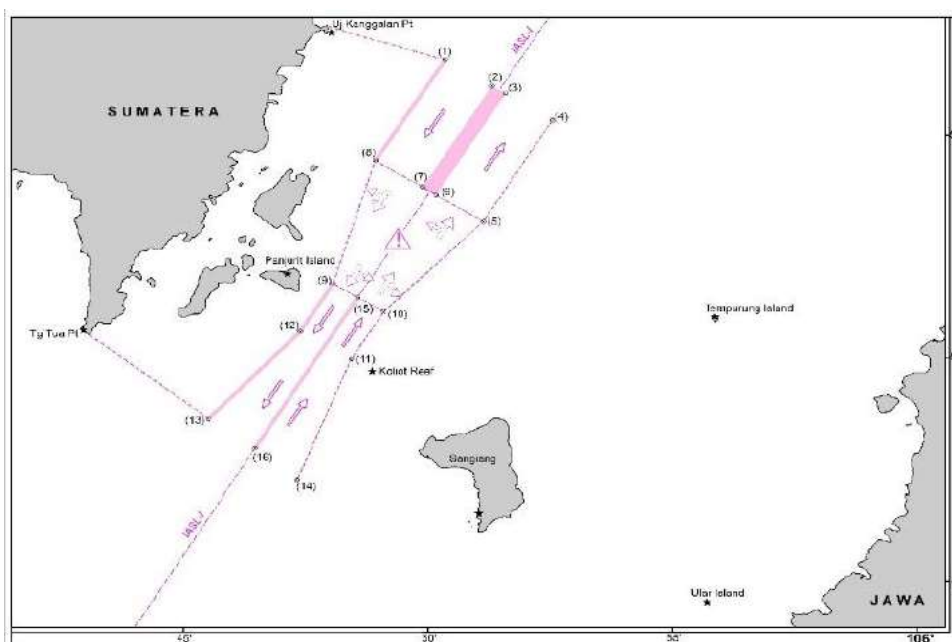 Uj Kanggalan Pt
IASL-I
(1)
(2)
(3)
SUMATERA
(4)
(8)
(7)
(6)
(5)
Panjurit Island
(9)
(15)
(10)
Tempurung Island
(12)
Tg Tua Pt
(11)
Koliot Reef
(13)
(16)
Sangiang
(14)
IASL-I
Ular Island
JAWA
45'
30'
35'
106°